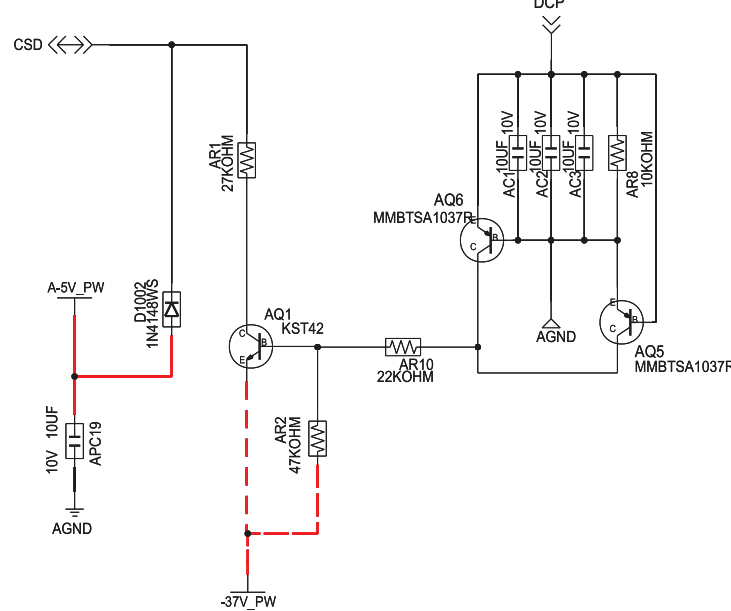 DCP
CSD
AR1
27KOHM
10UF 10V
AC1
10UF 10V
AC2
10UF 10V
AC3
AR8
10KOHM
AQ6
MMBTSA1037R
E
B
C
A-5V_PW
D1002
1N4148WS
AQ1
KST42
C
B
E
AGND
E
B
C
AQ5
MMBTSA1037R
AR10
22KOHM
AR2
47KOHM
10V 10UF
APC19
AGND
-37V_PW